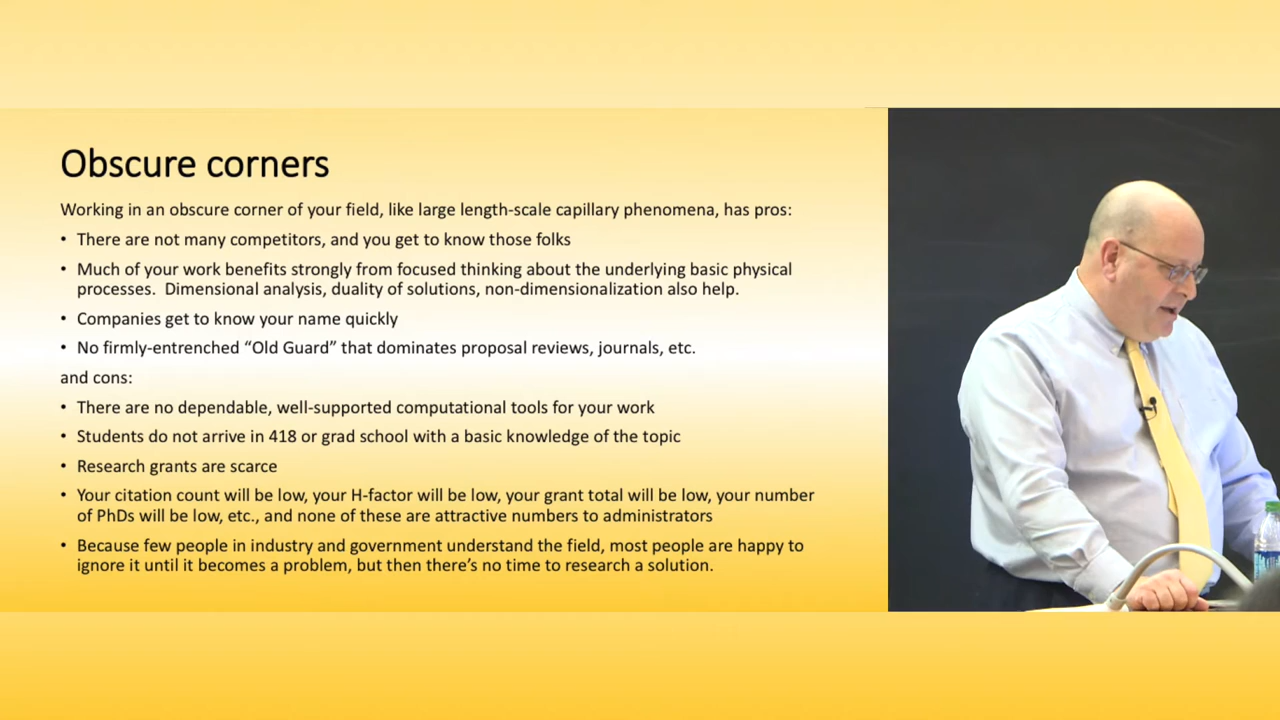 Obscure corners
Working in an obscure corner of your field, like large length-scale capillary phenomena, has pros:
• There are not many competitors, and you get to know those folks
• Much of your work benefits strongly from focused thinking about the underlying basic physical
processes.  Dimensional analysis, duality of solutions, non-dimensionalization also help.
• Companies get to know your name quickly
• No firmly-entrenched “Old Guard” that dominates proposal reviews, journals, etc.
and cons:
• There are no dependable, well-supported computational tools for your work
• Students do not arrive in 418 or grad school with a basic knowledge of the topic
• Research grants are scarce
• Your citation count will be low, your H-factor will be low, your grant total will be low, your number
of PhDs will be low, etc., and none of these are attractive numbers to administrators
• Because few people in industry and government understand the field, most people are happy to
ignore it until it becomes a problem, but then there’s no time to research a solution.